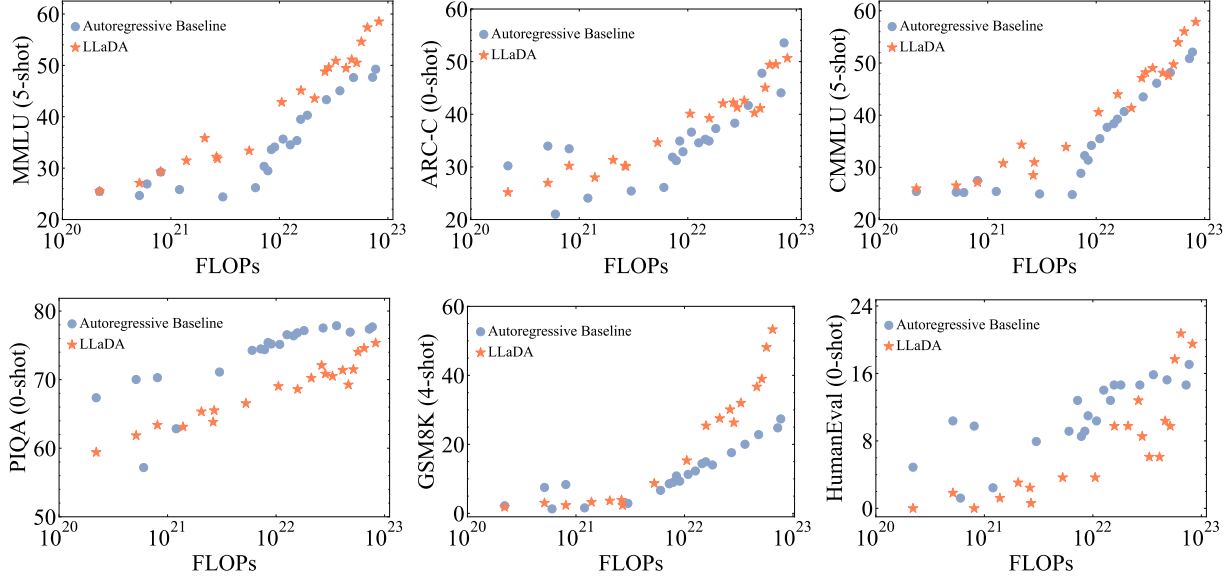 MMLU (5-shot)
60
50
40
30
20
Autoregressive Baseline
LLaDA
10^20
10^21
10^22
10^23
FLOPs
ARC-C (0-shot)
60
50
40
30
20
Autoregressive Baseline
LLaDA
10^20
10^21
10^22
10^23
FLOPs
CMMLU (5-shot)
60
50
40
30
20
Autoregressive Baseline
LLaDA
10^20
10^21
10^22
10^23
FLOPs
PIQA (0-shot)
80
70
60
50
Autoregressive Baseline
LLaDA
10^20
10^21
10^22
10^23
FLOPs
GSM8K (4-shot)
60
40
20
0
Autoregressive Baseline
LLaDA
10^20
10^21
10^22
10^23
FLOPs
HumanEval (0-shot)
24
16
8
0
Autoregressive Baseline
LLaDA
10^20
10^21
10^22
10^23
FLOPs